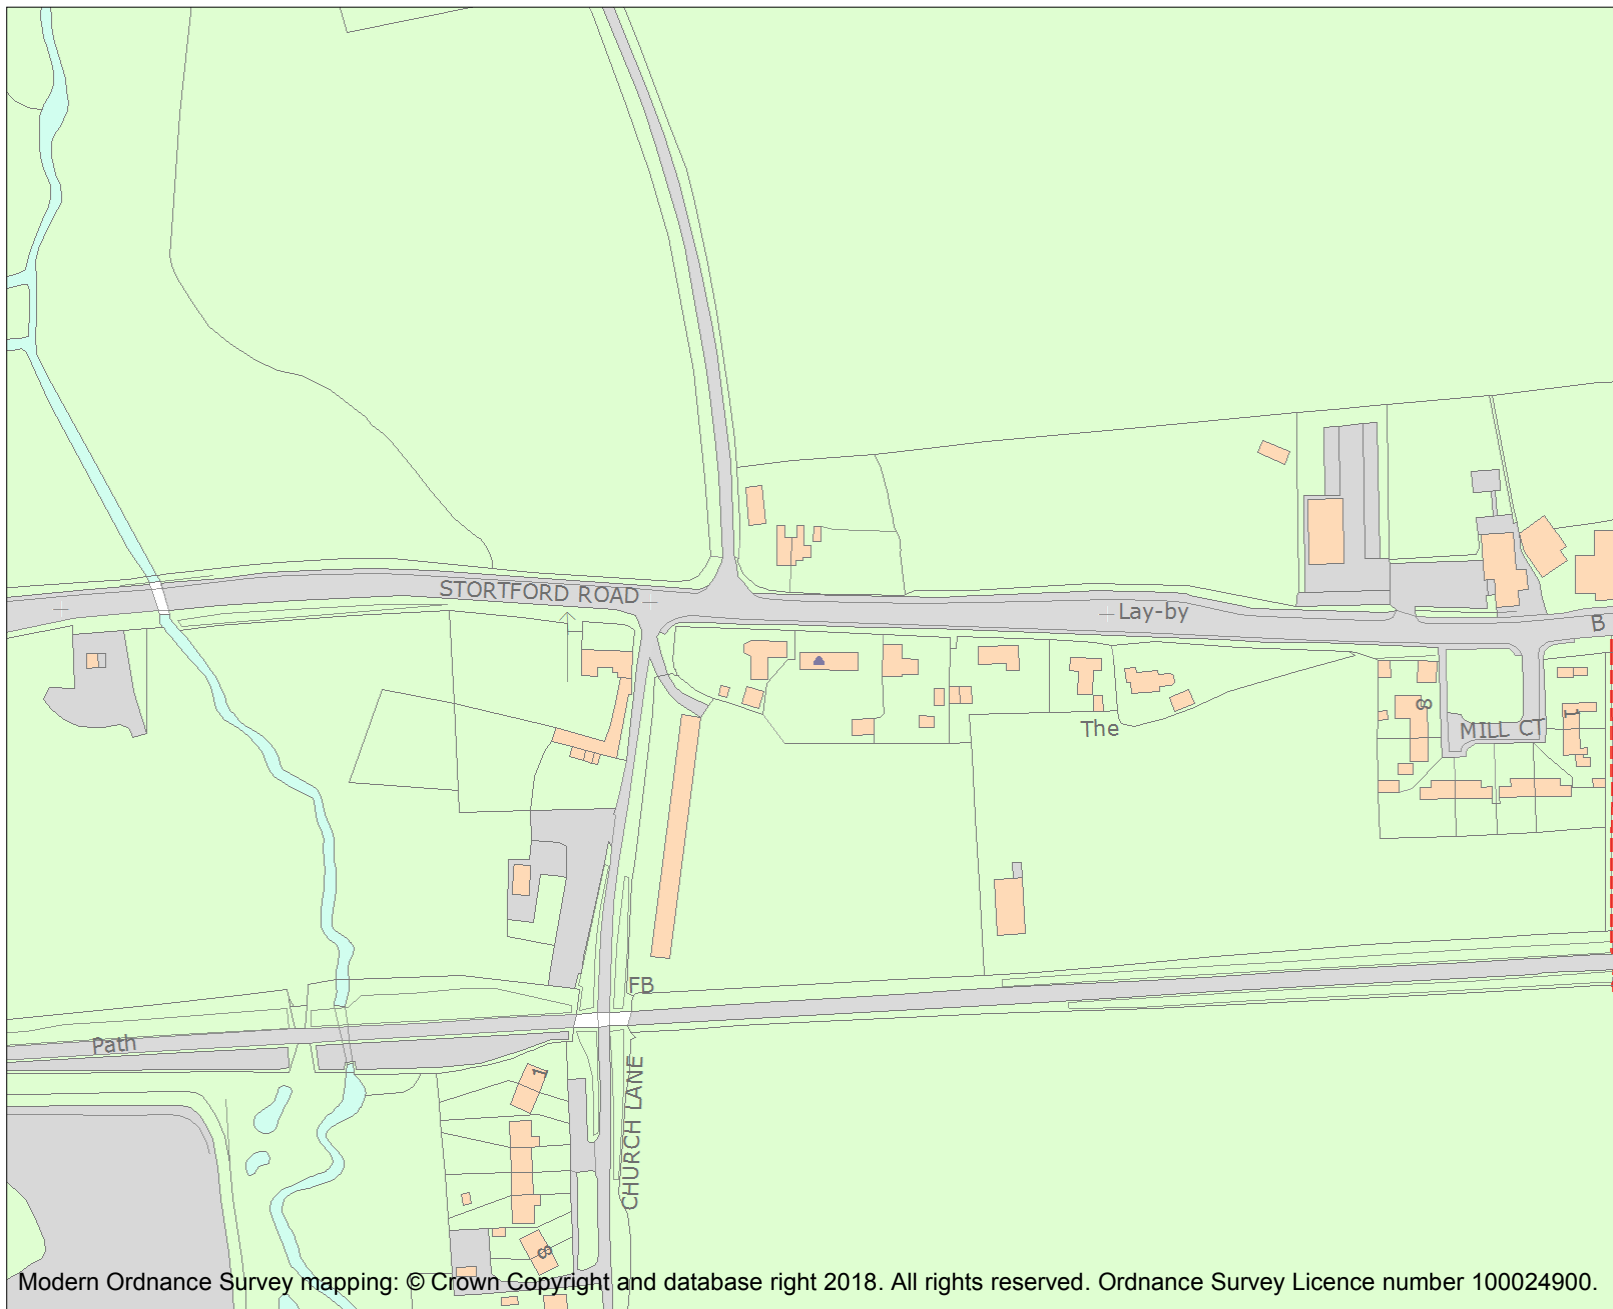 STORTFORD ROAD
Lay-by
B
The
8
MILL CT
1
FB
Path
1
CHURCH LANE
8
Modern Ordnance Survey mapping: © Crown Copyright and database right 2018. All rights reserved. Ordnance Survey Licence number 100024900.